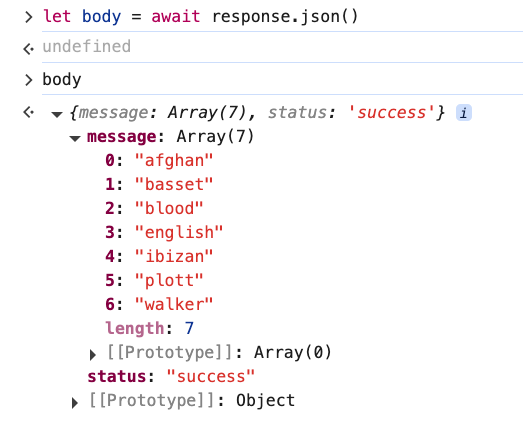 let body = await response.json()
undefined
body
{message: Array(7), status: 'success'} i
message: Array(7)
0: "afghan"
1: "basset"
2: "blood"
3: "english"
4: "ibizan"
5: "plott"
6: "walker"
length: 7
[[Prototype]]: Array(0)
status: "success"
[[Prototype]]: Object